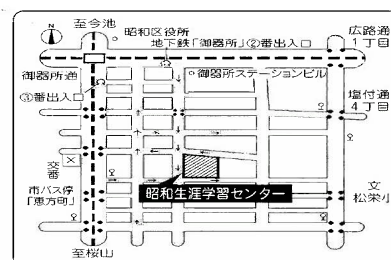 至今池
昭和区役所
地下鉄「御器所」②番出入口
広路通
1丁目
御器所通
御器所ステーションビル
③番出入口
塩付通
4丁目
交番
市バス停
「恵方町」
昭和生涯学習センター
文
松栄小
至桜山